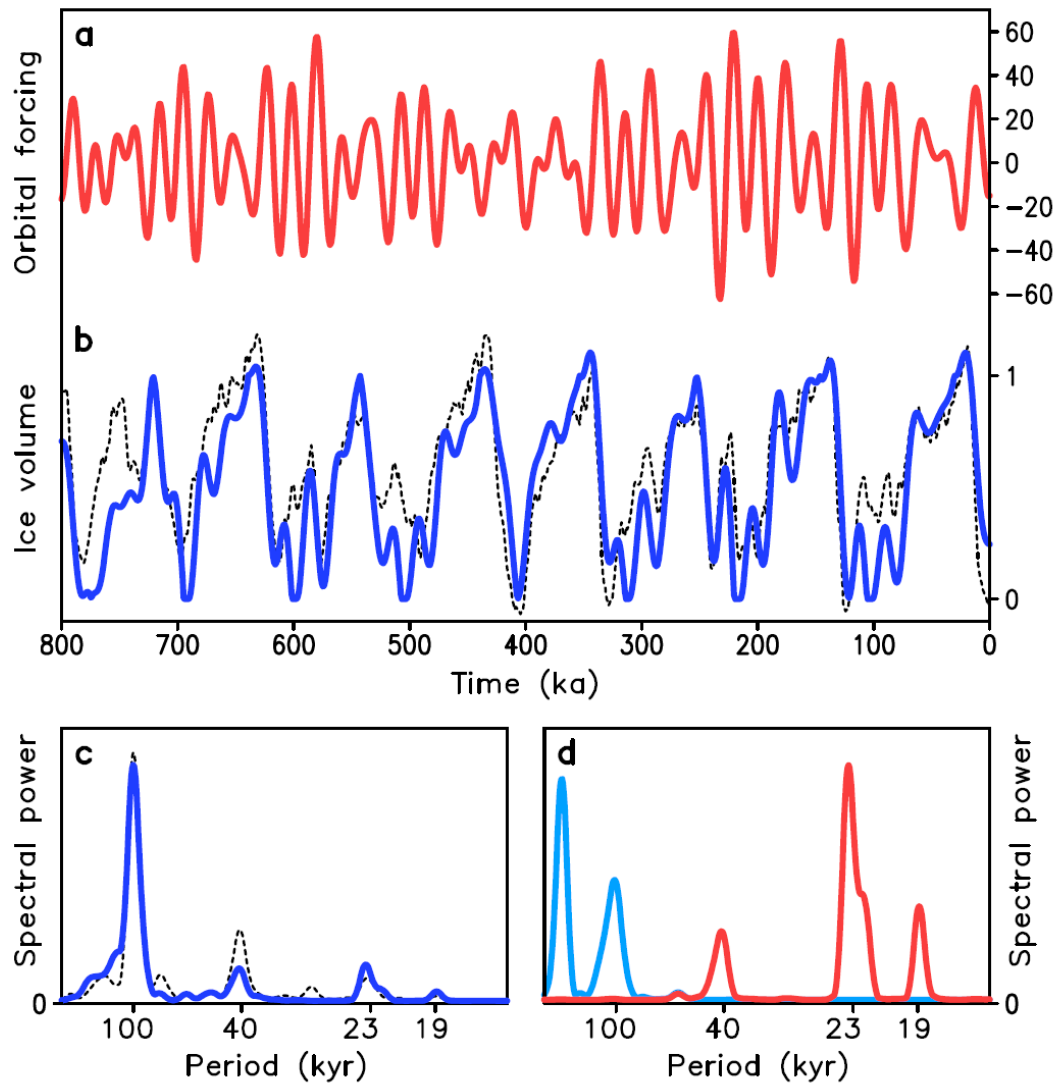 a
Orbital forcing
60
40
20
0
−20
−40
−60
b
Ice volume
1
0
800 700 600 500 400 300 200 100 0
Time (ka)
c
Spectral power
0
100 40 23 19
Period (kyr)
d
Spectral power
0
100 40 23 19
Period (kyr)